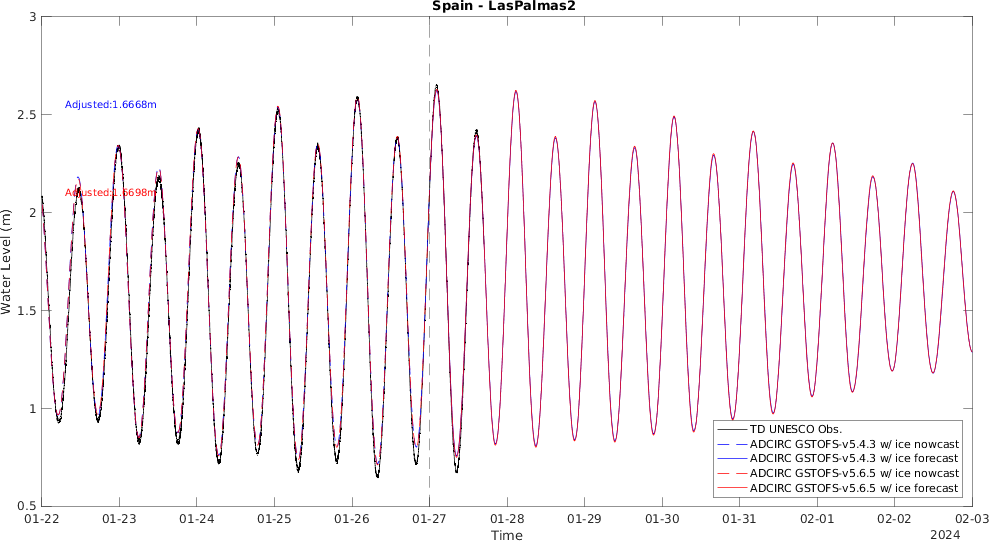 Spain - LasPalmas2
3
2.5
2
1.5
1
0.5
Water Level (m)
Adjusted:1.6668m
Adjusted:1.6698m
TD UNESCO Obs.
ADCIRC GSTOFS-v5.4.3 w/ ice nowcast
ADCIRC GSTOFS-v5.4.3 w/ ice forecast
ADCIRC GSTOFS-v5.6.5 w/ ice nowcast
ADCIRC GSTOFS-v5.6.5 w/ ice forecast
01-22 01-23 01-24 01-25 01-26 01-27 01-28 01-29 01-30 01-31 02-01 02-02 02-03
Time
2024